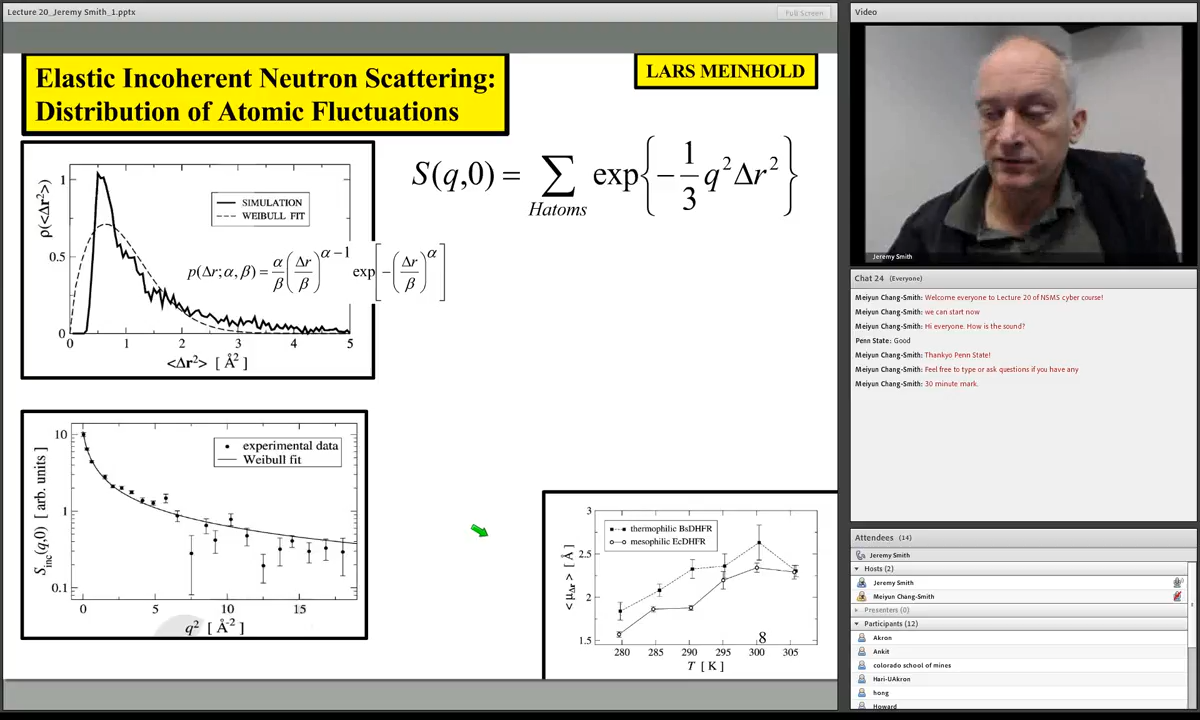 Lecture 20_Jeremy Smith_1.pptx
Full Screen
Elastic Incoherent Neutron Scattering:
Distribution of Atomic Fluctuations
LARS MEINHOLD
S(q,0) = ∑ exp{−1/3 q²Δr²}
Hatoms
ρ(<Δr²>)
1
0.5
0
SIMULATION
WEIBULL FIT
p(Δr;α,β) = α/β (Δr/β)^α−1 exp[−(Δr/β)^α]
0 1 2 3 4 5
<Δr²> [ Å² ]
S_inc(q,0) [ arb. units ]
10
1
0.1
experimental data
Weibull fit
0 5 10 15
q² [ Å⁻² ]
< μ_Δr > [ Å ]
3
2.5
2
1.5
thermophilic BsDHFR
mesophilic EcDHFR
8
280 285 290 295 300 305
T [ K ]
Video
Jeremy Smith
Chat 24 (Everyone)
Meiyun Chang-Smith: Welcome everyone to Lecture 20 of NSMS cyber course!
Meiyun Chang-Smith: we can start now
Meiyun Chang-Smith: Hi everyone. How is the sound?
Penn State: Good
Meiyun Chang-Smith: Thankyo Penn State!
Meiyun Chang-Smith: Feel free to type or ask questions if you have any
Meiyun Chang-Smith: 30 minute mark.
Attendees (14)
Jeremy Smith
Hosts (2)
Jeremy Smith
Meiyun Chang-Smith
Presenters (0)
Participants (12)
Akron
Ankit
colorado school of mines
Hari-UAkron
hong
Howard